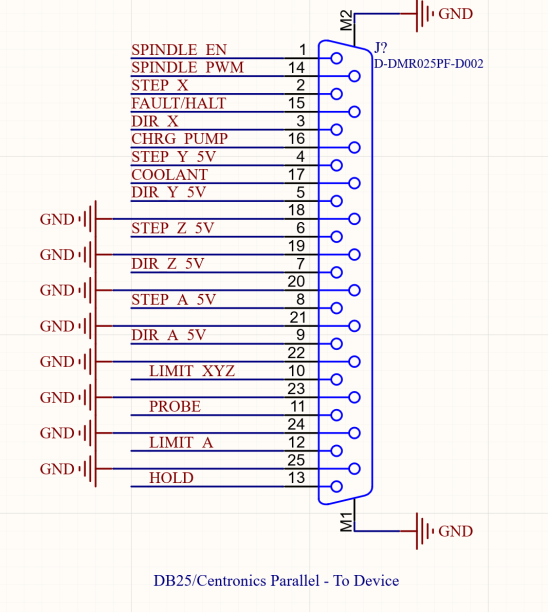 M2
GND
J?
D-DMR025PF-D002
SPINDLE_EN 1
SPINDLE_PWM 14
STEP_X 2
FAULT/HALT 15
DIR_X 3
CHRG_PUMP 16
STEP_Y_5V 4
COOLANT 17
DIR_Y_5V 5
GND 18
STEP_Z_5V 6
GND 19
DIR_Z_5V 7
GND 20
STEP_A_5V 8
GND 21
DIR_A_5V 9
GND 22
LIMIT_XYZ 10
GND 23
PROBE 11
GND 24
LIMIT_A 12
GND 25
HOLD 13
M1
GND
DB25/Centronics Parallel - To Device